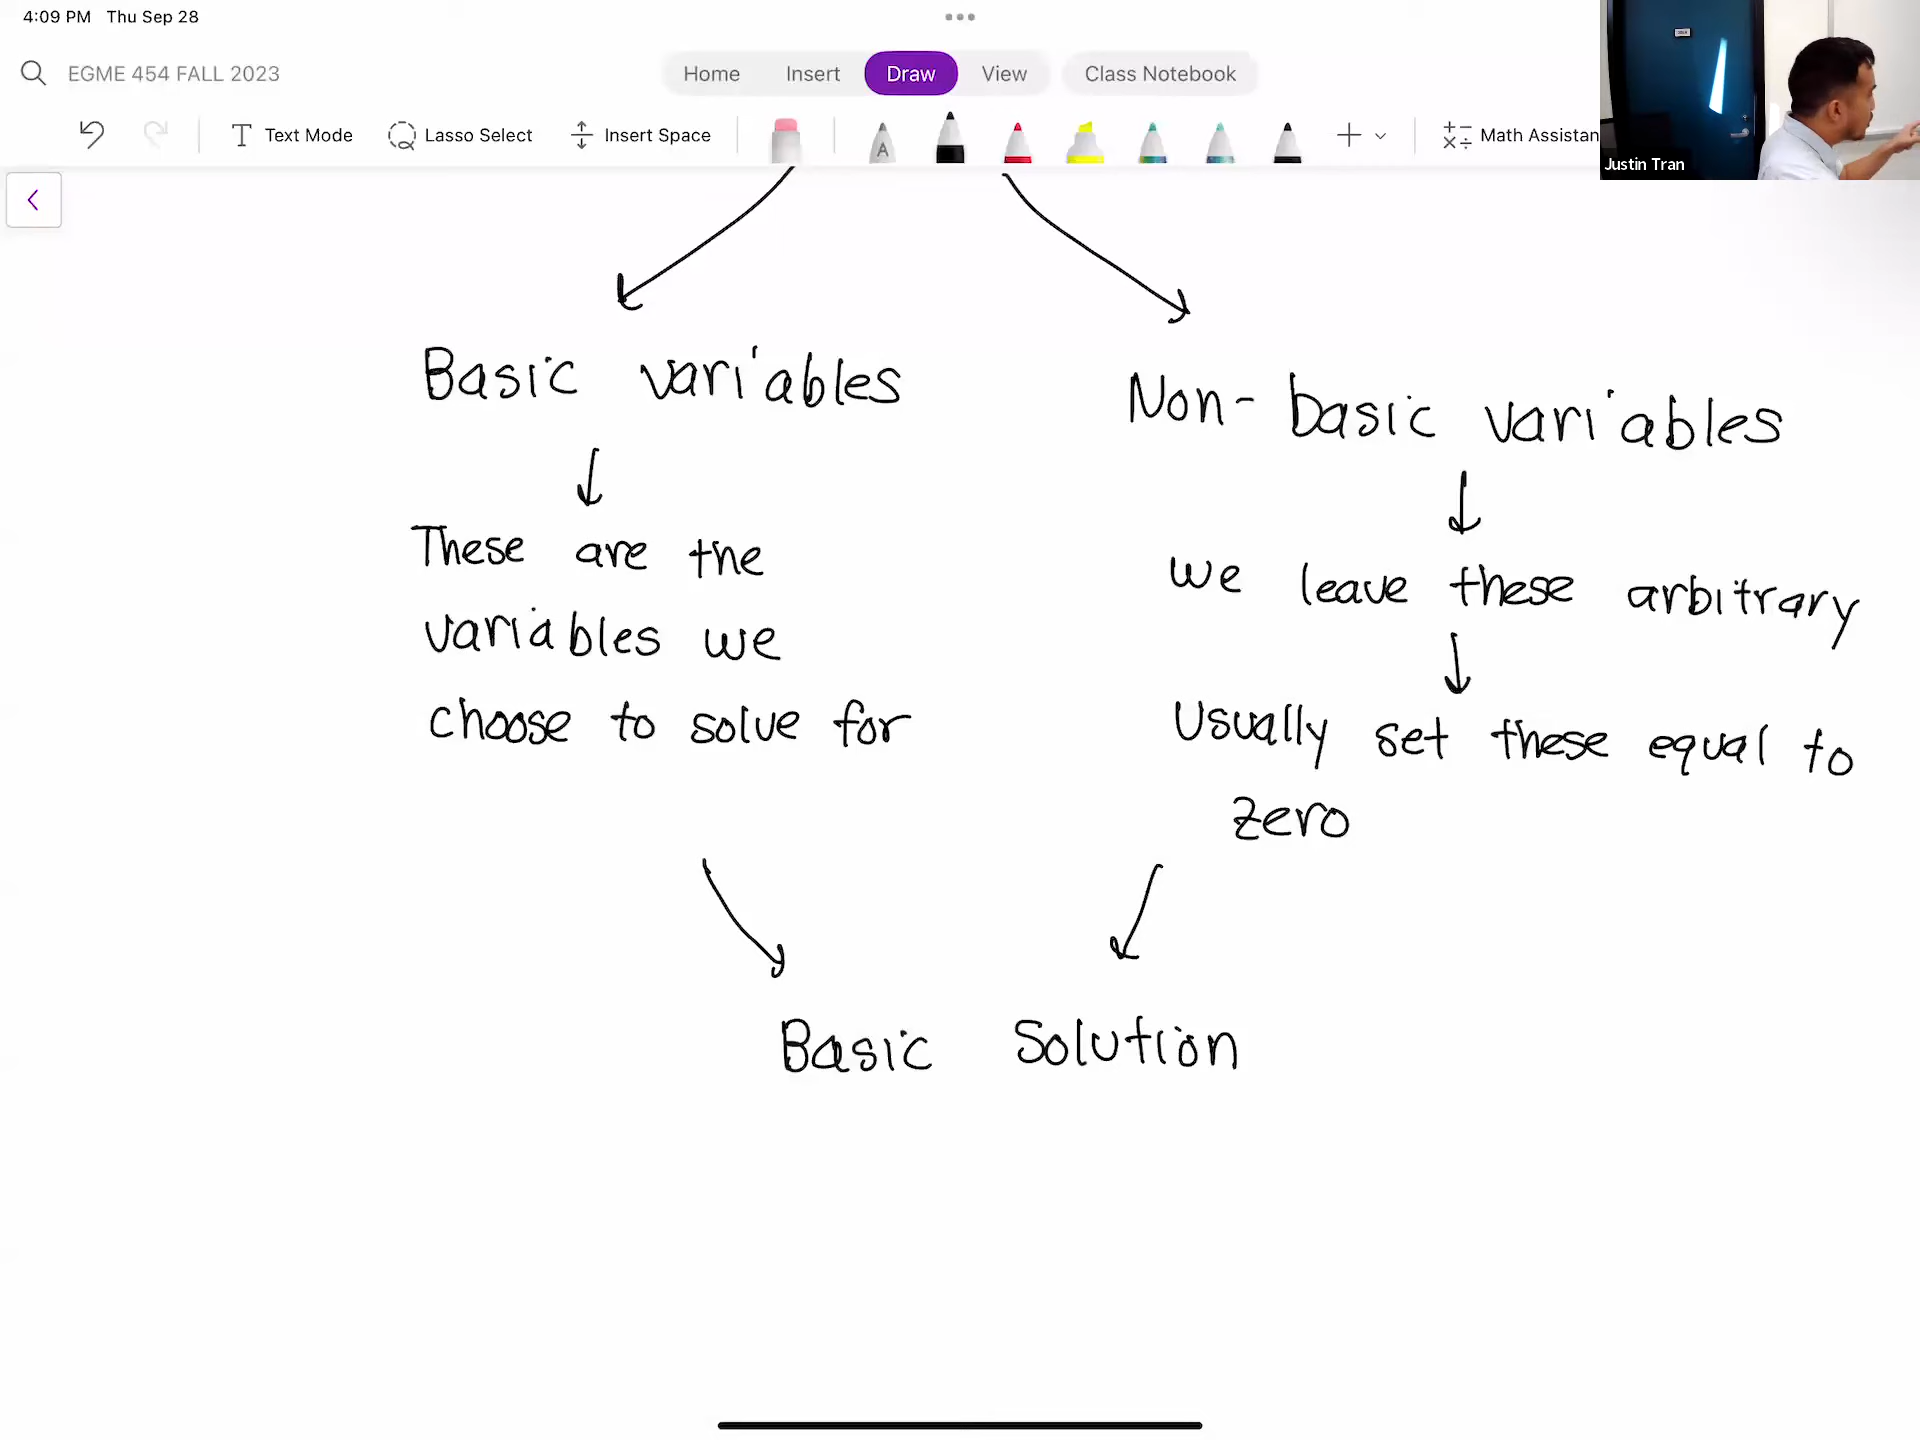 4:09 PM Thu Sep 28
EGME 454 FALL 2023
Home Insert Draw View Class Notebook
Text Mode Lasso Select Insert Space A Math Assistan
Justin Tran
Basic variables
Non-basic variables
These are the
variables we
choose to solve for
we leave these arbitrary
Usually set these equal to
zero
Basic Solution